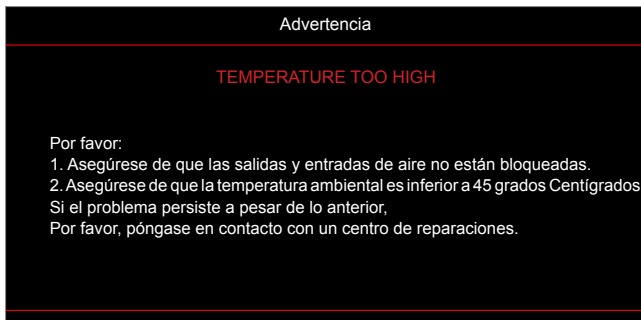 Advertencia
TEMPERATURE TOO HIGH
Por favor:
1. Asegúrese de que las salidas y entradas de aire no están bloqueadas.
2. Asegúrese de que la temperatura ambiental es inferior a 45 grados Centígrados
Si el problema persiste a pesar de lo anterior,
Por favor, póngase en contacto con un centro de reparaciones.